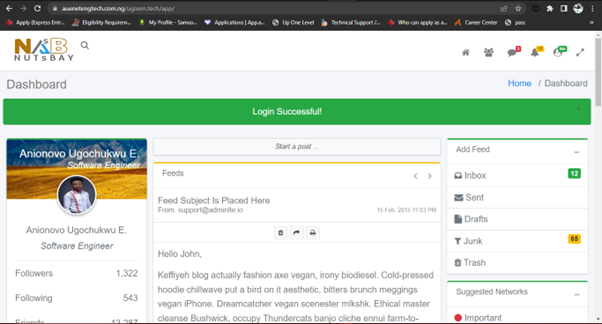 ausnetengtech.com.ng/ugoem.tech/app/
Apply (Express Entr...
Eligibility Requirem...
My Profile - Samso...
Applications | Appua...
Up One Level
Technical Support /...
Who can apply as a...
Career Center
pasc
NAsB
NUTsBAY
Dashboard
Home / Dashboard
Login Successful!
×
Anionovo Ugochukwu E.
Software Engineer
Anionovo Ugochukwu E.
Software Engineer
Followers 1,322
Following 543
Friends 13,287
Start a post ...
Feeds
Feed Subject Is Placed Here
From: support@adminlte.io 15 Feb. 2015 11:03 PM
Hello John,
Keffiyeh blog actually fashion axe vegan, irony biodiesel. Cold-pressed
hoodie chillwave put a bird on it aesthetic, bitters brunch meggings
vegan iPhone. Dreamcatcher vegan scenester mlkshk. Ethical master
cleanse Bushwick, occupy Thundercats banjo cliche ennui farm-to-
Add Feed
Inbox 12
Sent
Drafts
Junk 65
Trash
Suggested Networks
Important